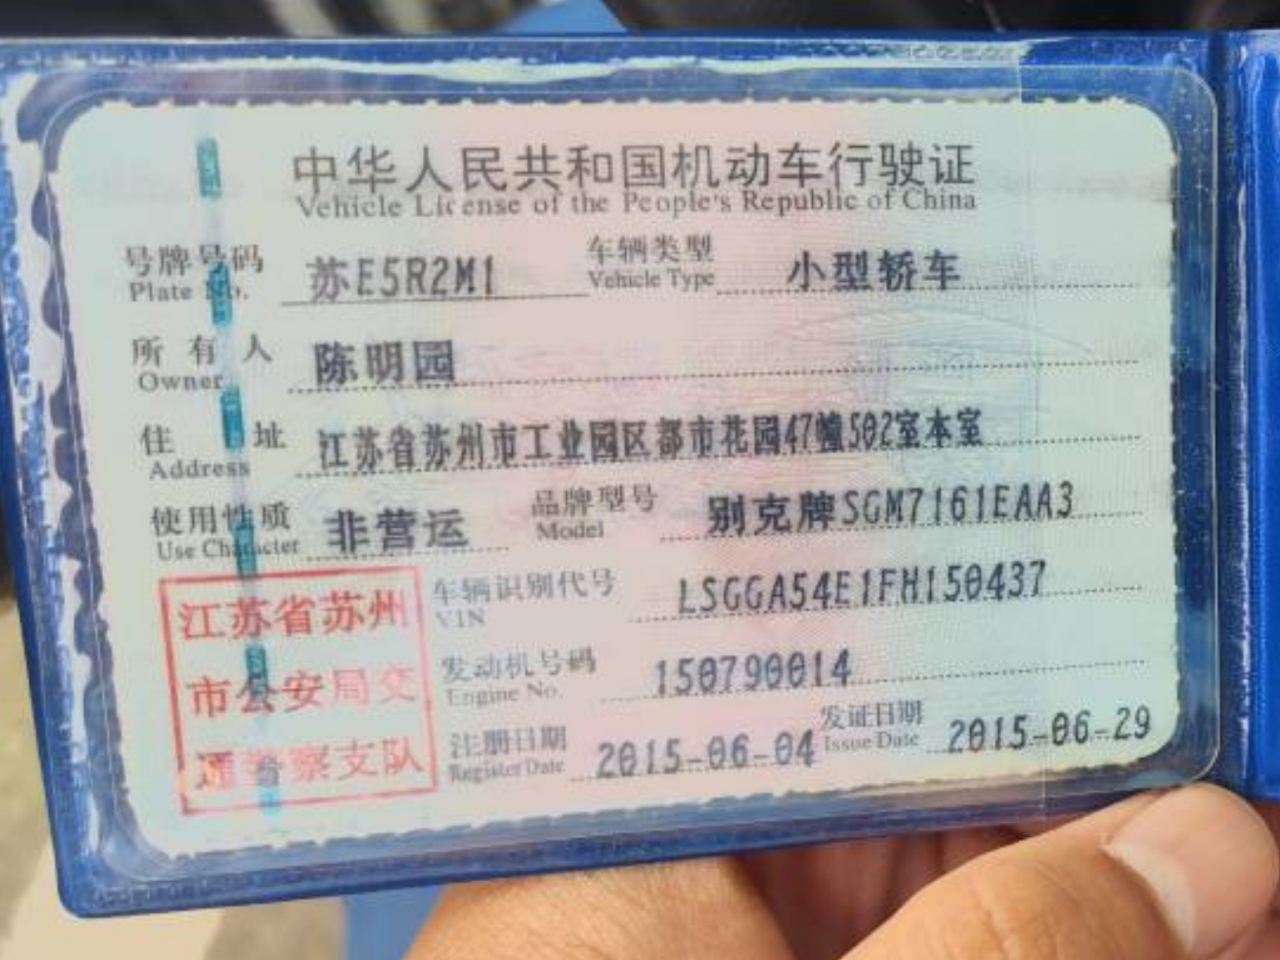 中华人民共和国机动车行驶证
Vehicle License of the People's Republic of China
号牌号码 苏E5R2M1 车辆类型 小型轿车
Plate No. Vehicle Type
所有人 陈明园
Owner
住址 江苏省苏州市工业园区都市花园47幢502室本室
Address
使用性质 非营运 品牌型号 别克牌SGM7161EAA3
Use Character Model
江苏省苏州
市公安局交
通警察支队
车辆识别代号 LSGGA54E1FH150437
VIN
发动机号码 150790014
Engine No.
注册日期 2015-06-04 发证日期 2015-06-29
Register Date Issue Date